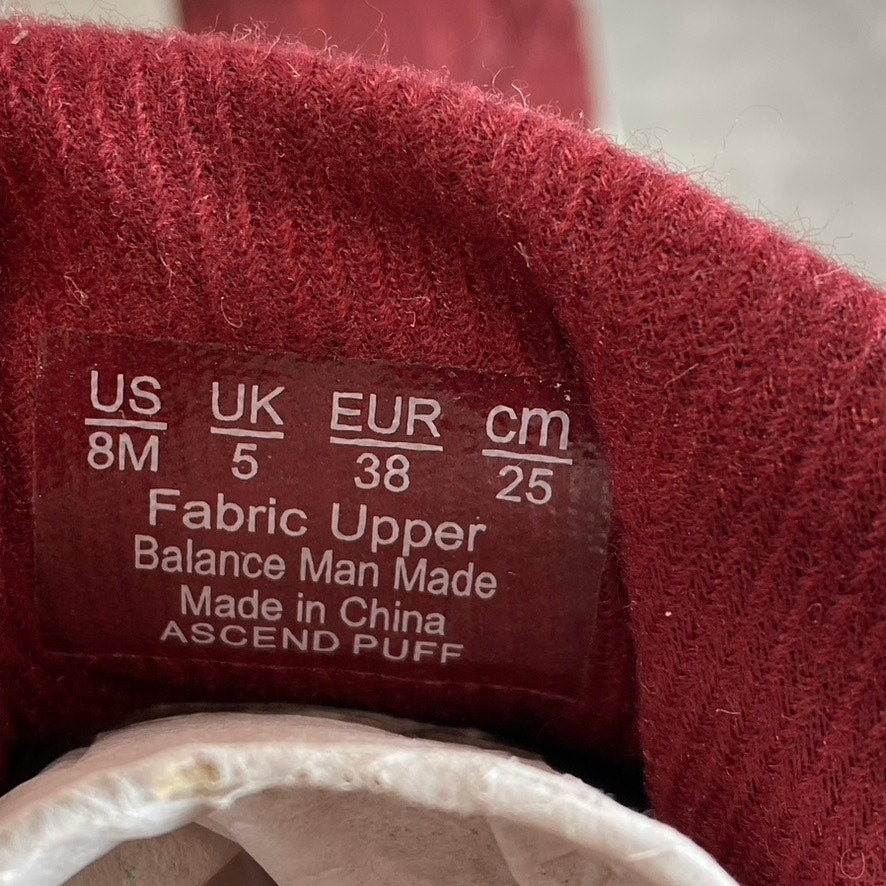 US UK EUR cm
8M 5 38 25
Fabric Upper
Balance Man Made
Made in China
ASCEND PUFF